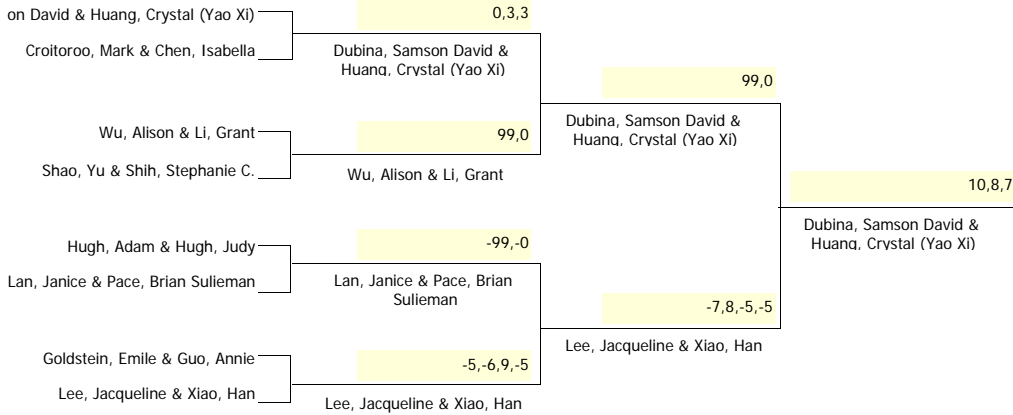 on David & Huang, Crystal (Yao Xi)
Croitoroo, Mark & Chen, Isabella
Wu, Alison & Li, Grant
Shao, Yu & Shih, Stephanie C.
Hugh, Adam & Hugh, Judy
Lan, Janice & Pace, Brian Sulieman
Goldstein, Emile & Guo, Annie
Lee, Jacqueline & Xiao, Han
0,3,3
Dubina, Samson David &
Huang, Crystal (Yao Xi)
99,0
Wu, Alison & Li, Grant
-99,-0
Lan, Janice & Pace, Brian
Sulieman
-5,-6,9,-5
Lee, Jacqueline & Xiao, Han
99,0
Dubina, Samson David &
Huang, Crystal (Yao Xi)
-7,8,-5,-5
Lee, Jacqueline & Xiao, Han
10,8,7
Dubina, Samson David &
Huang, Crystal (Yao Xi)